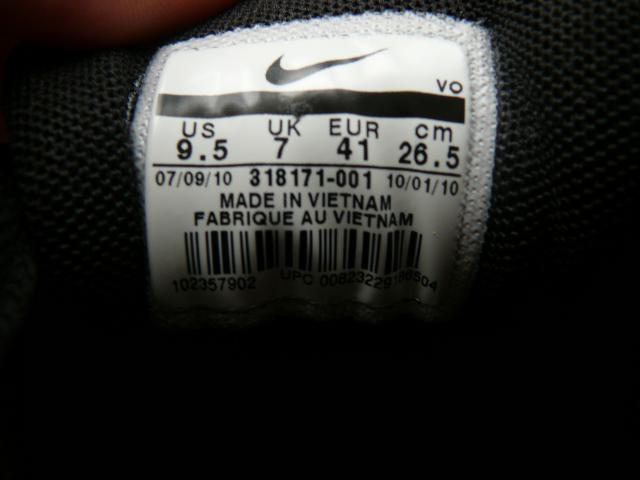 VO
US UK EUR cm
9.5 7 41 26.5
07/09/10 318171-001 10/01/10
MADE IN VIETNAM
FABRIQUE AU VIETNAM
102357902 UPC